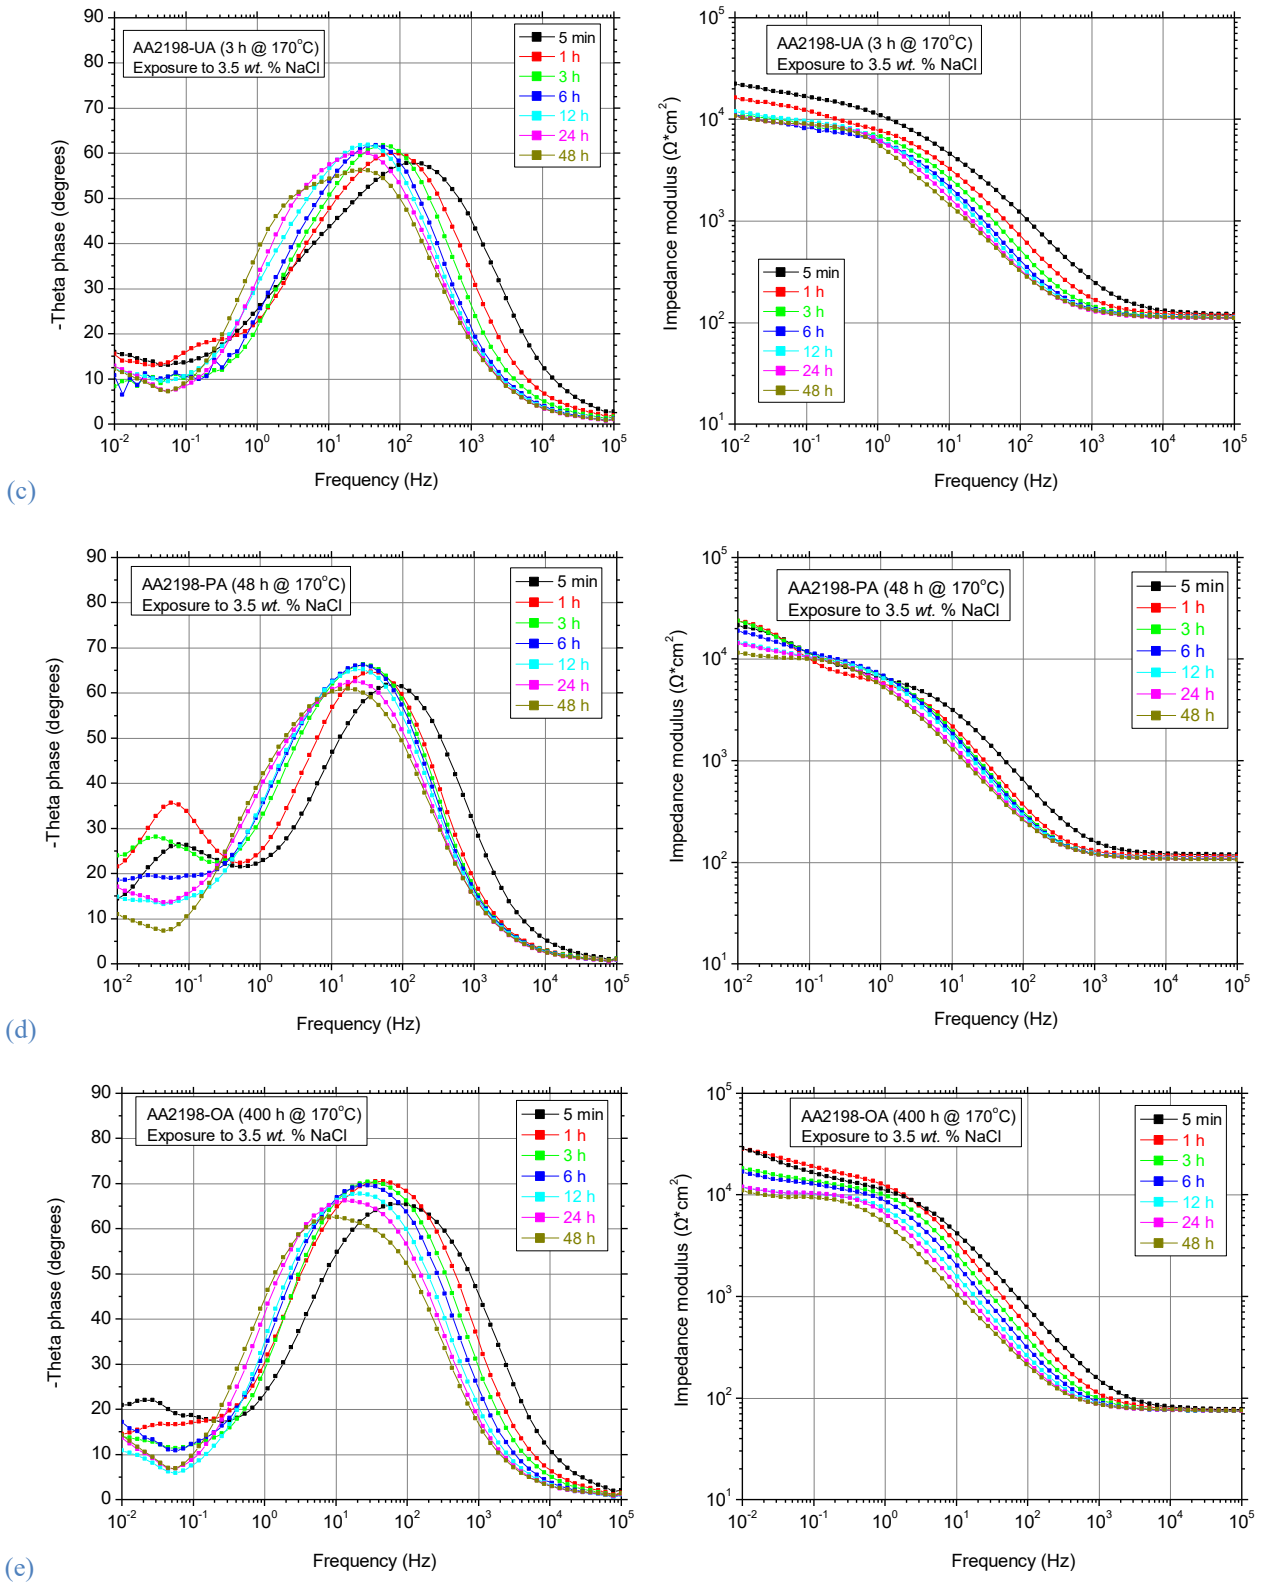 90
80
70
60
50
40
30
20
10
0
-Theta phase (degrees)
AA2198-UA (3 h @ 170°C)
Exposure to 3.5 wt. % NaCl
5 min
1 h
3 h
6 h
12 h
24 h
48 h
10⁻² 10⁻¹ 10⁰ 10¹ 10² 10³ 10⁴ 10⁵
Frequency (Hz)
10⁵
10⁴
10³
10²
10¹
Impedance modulus (Ω*cm²)
AA2198-UA (3 h @ 170°C)
Exposure to 3.5 wt. % NaCl
5 min
1 h
3 h
6 h
12 h
24 h
48 h
10⁻² 10⁻¹ 10⁰ 10¹ 10² 10³ 10⁴ 10⁵
Frequency (Hz)
(c)
90
80
70
60
50
40
30
20
10
0
-Theta phase (degrees)
AA2198-PA (48 h @ 170°C)
Exposure to 3.5 wt. % NaCl
5 min
1 h
3 h
6 h
12 h
24 h
48 h
10⁻² 10⁻¹ 10⁰ 10¹ 10² 10³ 10⁴ 10⁵
Frequency (Hz)
10⁵
10⁴
10³
10²
10¹
Impedance modulus (Ω*cm²)
AA2198-PA (48 h @ 170°C)
Exposure to 3.5 wt. % NaCl
5 min
1 h
3 h
6 h
12 h
24 h
48 h
10⁻² 10⁻¹ 10⁰ 10¹ 10² 10³ 10⁴ 10⁵
Frequency (Hz)
(d)
90
80
70
60
50
40
30
20
10
0
-Theta phase (degrees)
AA2198-OA (400 h @ 170°C)
Exposure to 3.5 wt. % NaCl
5 min
1 h
3 h
6 h
12 h
24 h
48 h
10⁻² 10⁻¹ 10⁰ 10¹ 10² 10³ 10⁴ 10⁵
Frequency (Hz)
10⁵
10⁴
10³
10²
10¹
Impedance modulus (Ω*cm²)
AA2198-OA (400 h @ 170°C)
Exposure to 3.5 wt. % NaCl
5 min
1 h
3 h
6 h
12 h
24 h
48 h
10⁻² 10⁻¹ 10⁰ 10¹ 10² 10³ 10⁴ 10⁵
Frequency (Hz)
(e)